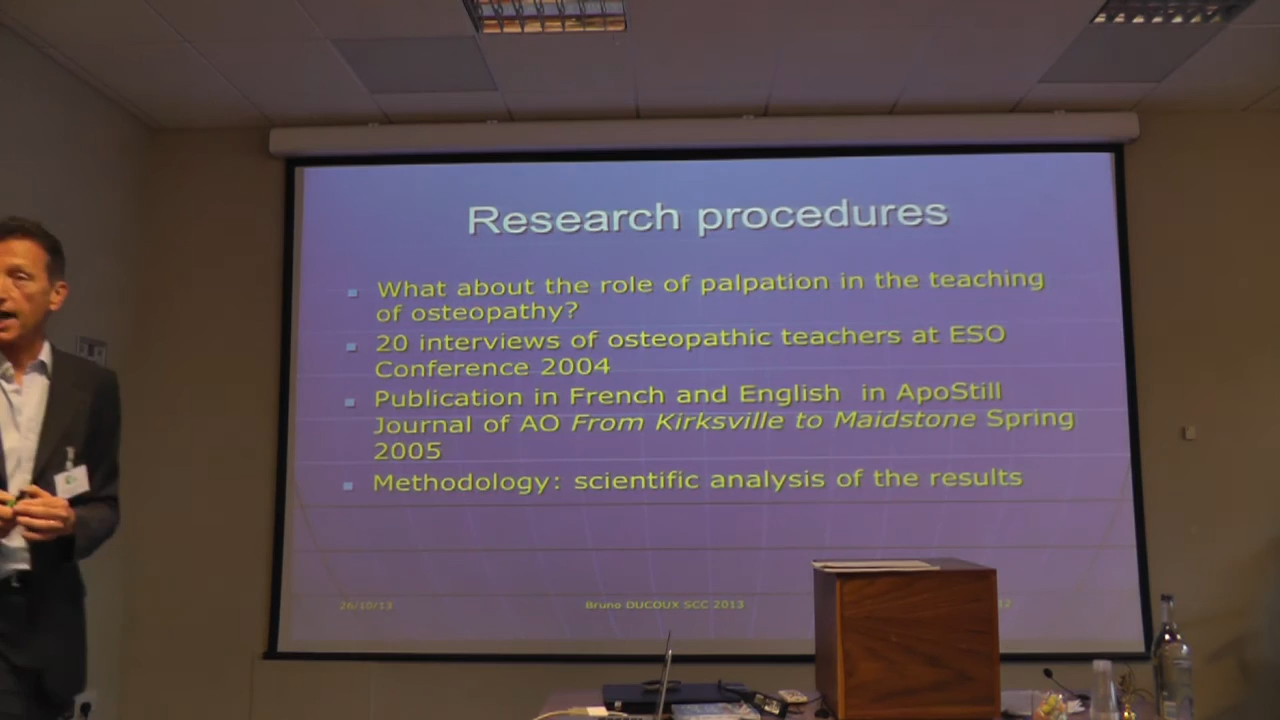 Research procedures
What about the role of palpation in the teaching
of osteopathy?
20 interviews of osteopathic teachers at ESO
Conference 2004
Publication in French and English in ApoStill
Journal of AO From Kirksville to Maidstone Spring
2005
Methodology: scientific analysis of the results
26/10/13 Bruno DUCOUX SCC 2013 12